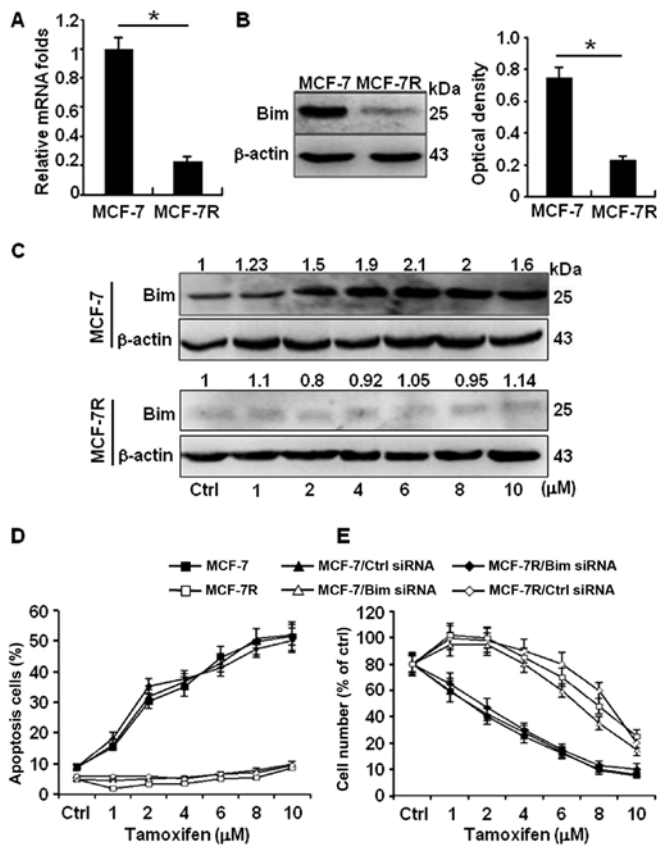 A
Relative mRNA folds
1.2
1
0.8
0.6
0.4
0.2
0
*
MCF-7
MCF-7R
B
MCF-7 MCF-7R kDa
Bim 25
β-actin 43
Optical density
1.0
0.8
0.6
0.4
0.2
0
*
MCF-7
MCF-7R
C
MCF-7
1 1.23 1.5 1.9 2.1 2 1.6 kDa
Bim 25
β-actin 43
MCF-7R
1 1.1 0.8 0.92 1.05 0.95 1.14
Bim 25
β-actin 43
Ctrl 1 2 4 6 8 10 (μM)
D
E
MCF-7 MCF-7/Ctrl siRNA MCF-7R/Bim siRNA
MCF-7R MCF-7/Bim siRNA MCF-7R/Ctrl siRNA
Apoptosis cells (%)
60
50
40
30
20
10
0
Ctrl 1 2 4 6 8 10
Tamoxifen (μM)
Cell number (% of ctrl)
120
100
80
60
40
20
10
0
Ctrl 1 2 4 6 8 10
Tamoxifen (μM)